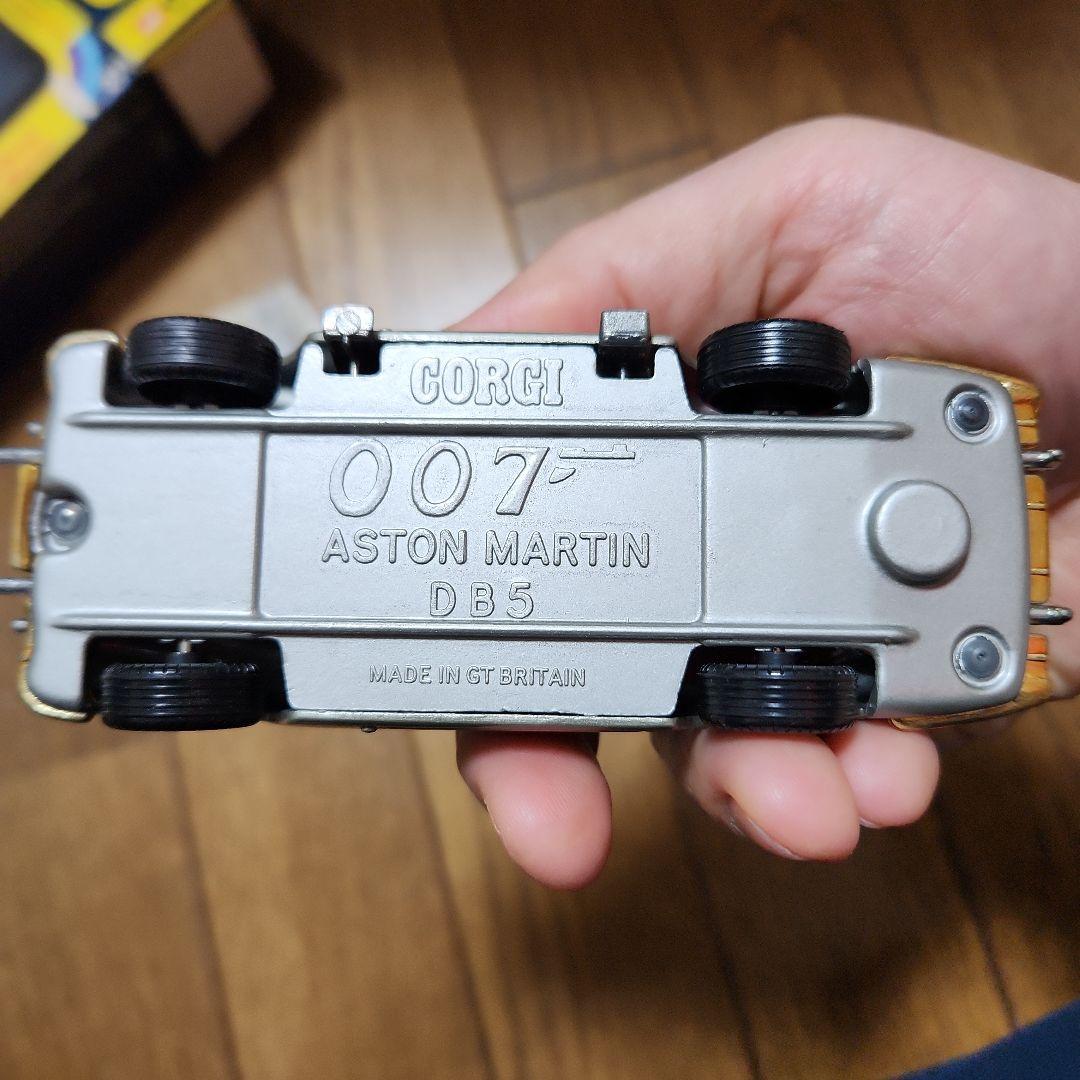 CORGI
007
ASTON MARTIN
DB5
MADE IN GT BRITAIN